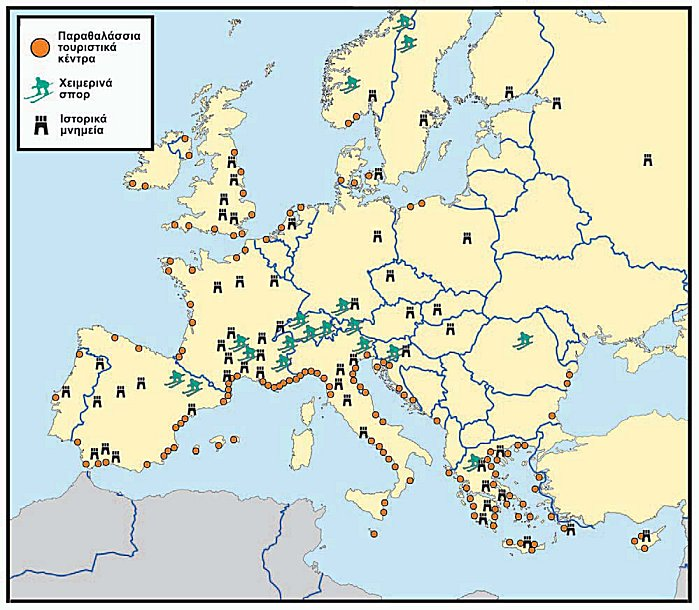 Παραθαλάσσια
τουριστικά
κέντρα
Χειμερινά
σπορ
Ιστορικά
μνημεία